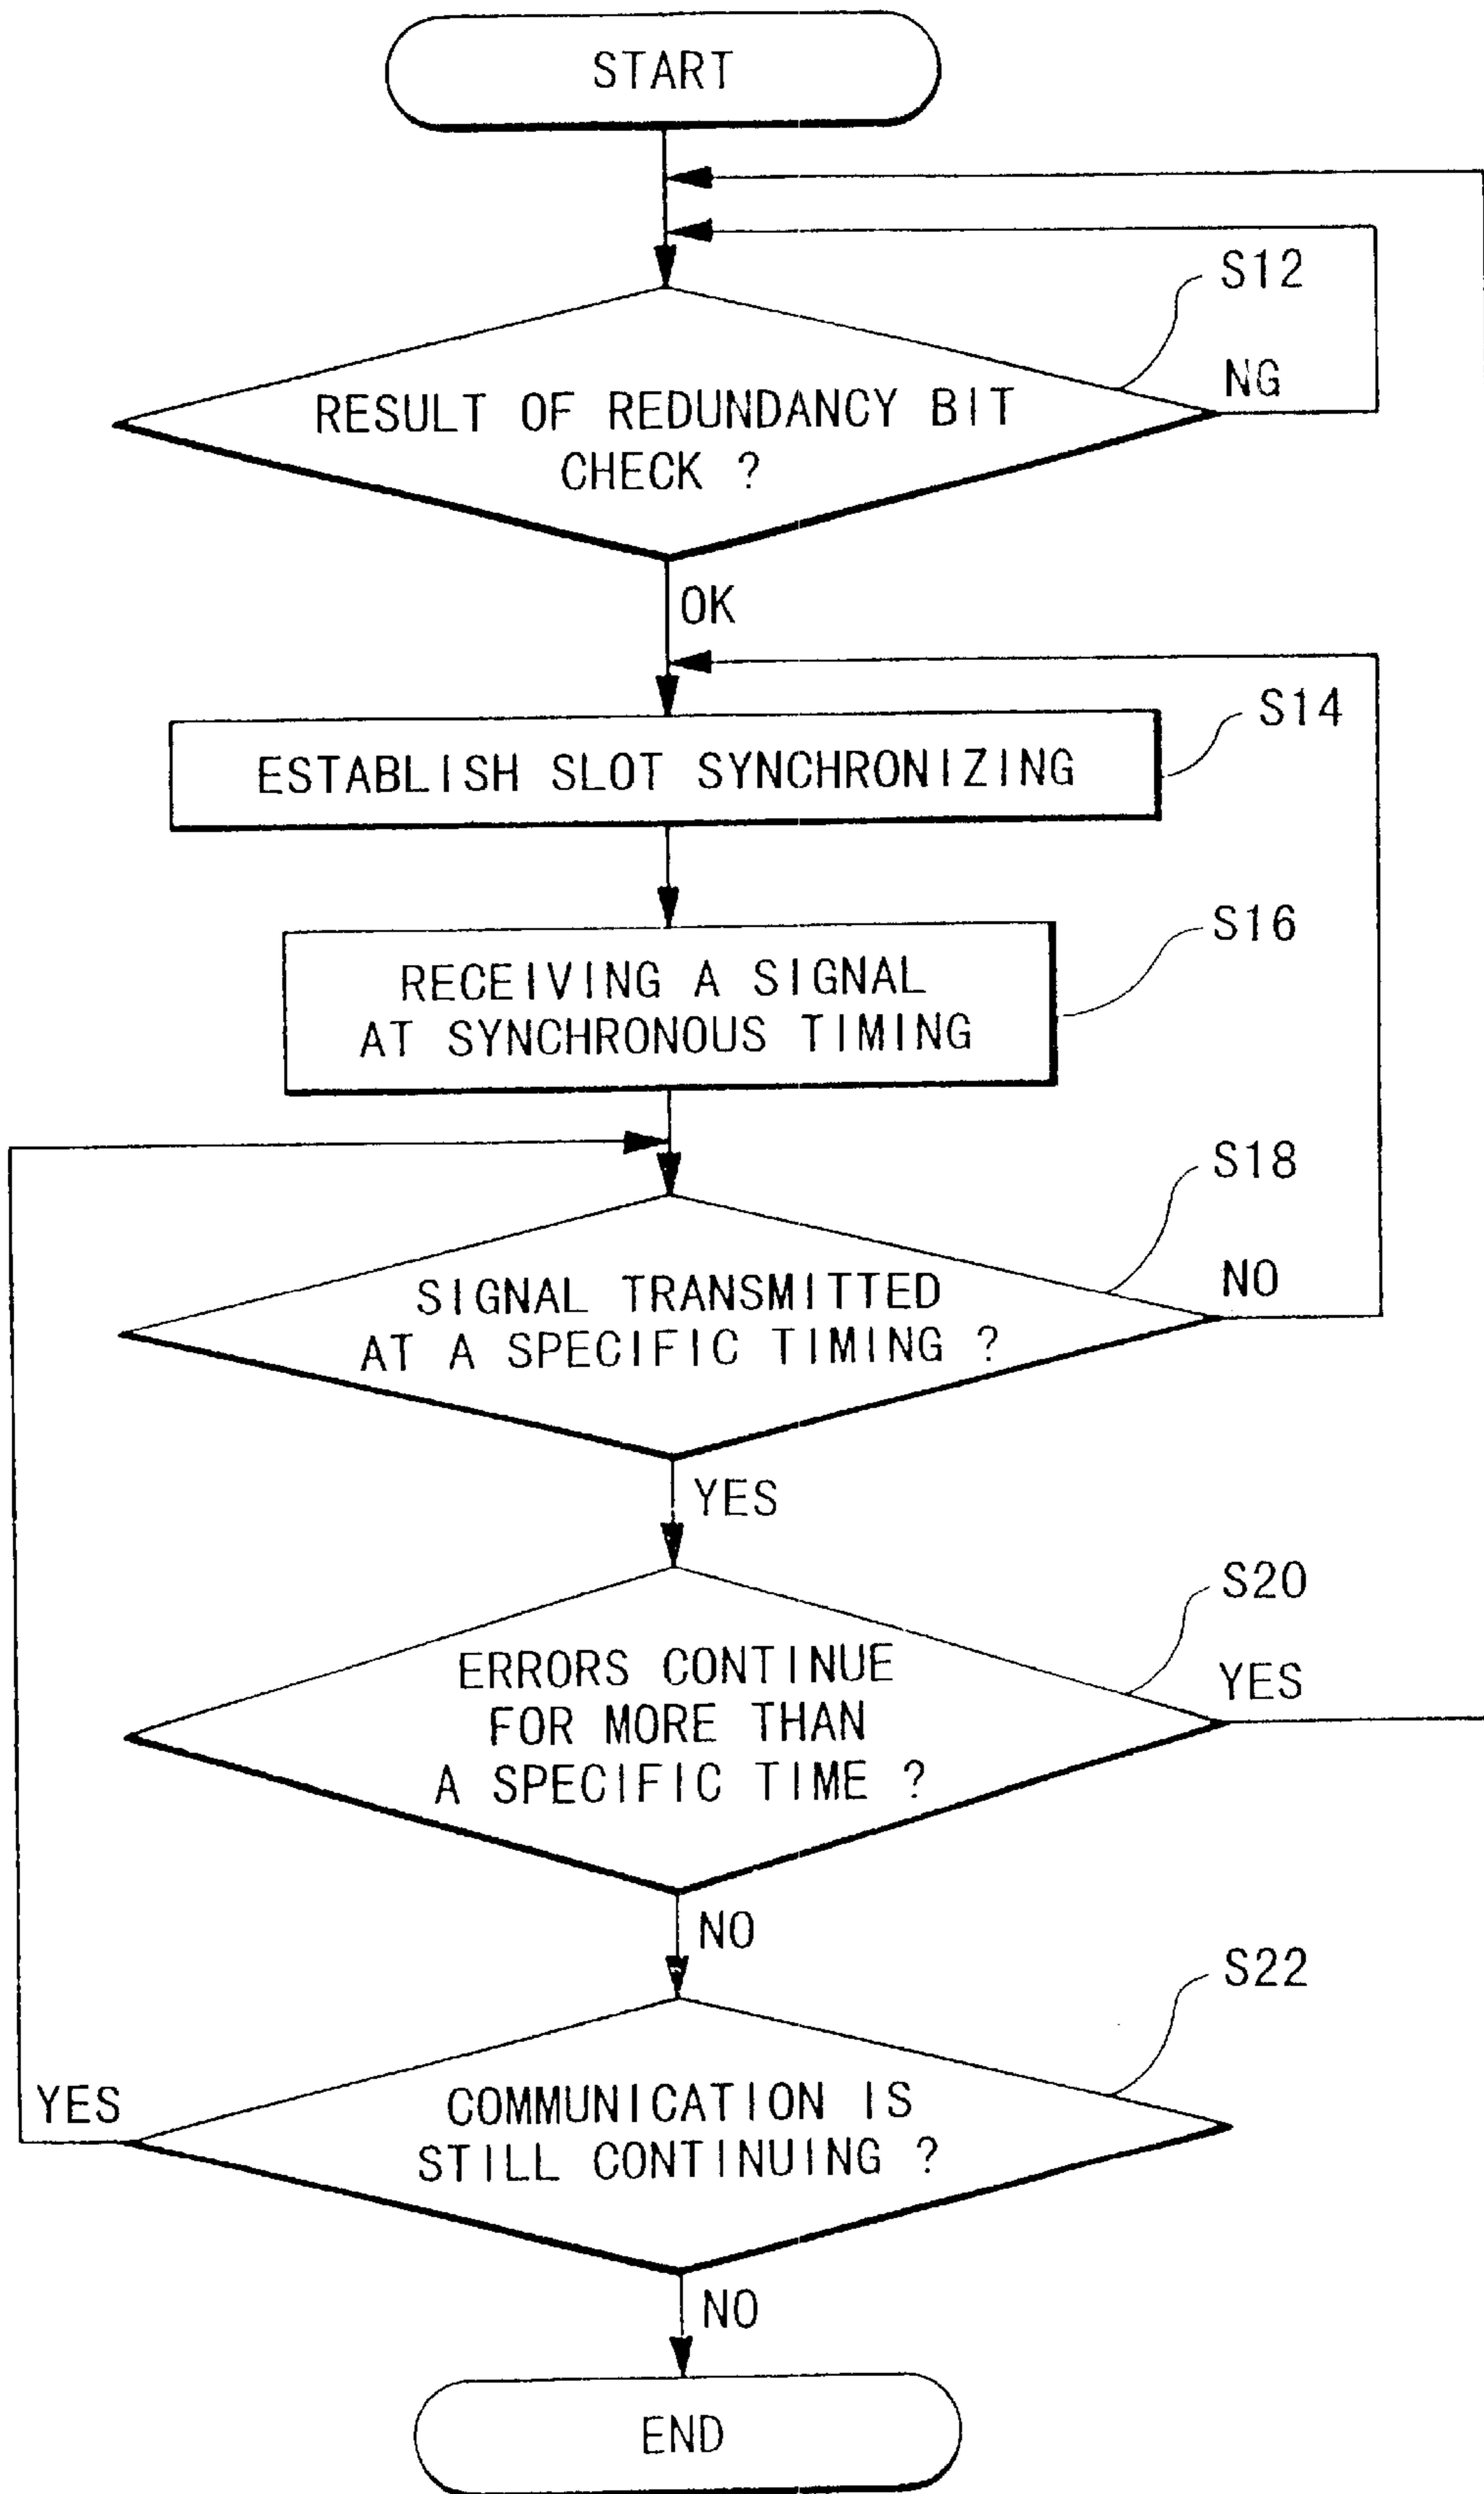 START
S12
NG
RESULT OF REDUNDANCY BIT
CHECK ?
OK
S14
ESTABLISH SLOT SYNCHRONIZING
S16
RECEIVING A SIGNAL
AT SYNCHRONOUS TIMING
S18
NO
SIGNAL TRANSMITTED
AT A SPECIFIC TIMING ?
YES
S20
YES
ERRORS CONTINUE
FOR MORE THAN
A SPECIFIC TIME ?
NO
S22
YES
COMMUNICATION IS
STILL CONTINUING ?
NO
END